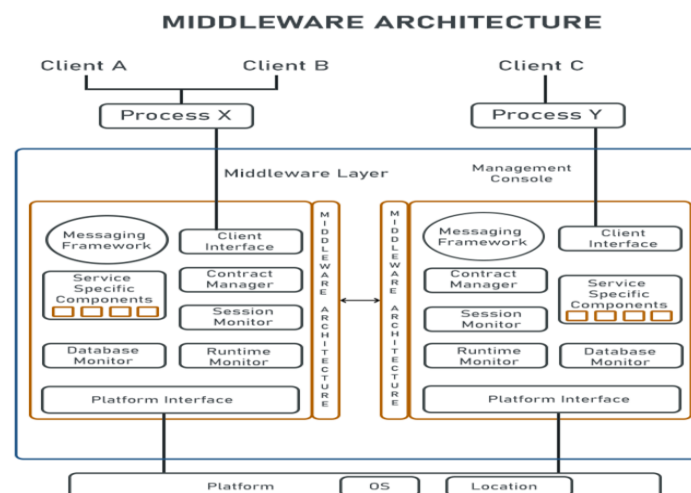 MIDDLEWARE ARCHITECTURE
Client A
Client B
Client C
Process X
Process Y
Middleware Layer
Management
Console
Messaging
Framework
Client
Interface
Service
Specific
Components
Contract
Manager
Session
Monitor
Database
Monitor
Runtime
Monitor
Platform Interface
MIDDLEWARE ARCHITECTURE
MIDDLEWARE ARCHITECTURE
Messaging
Framework
Client
Interface
Contract
Manager
Service
Specific
Components
Session
Monitor
Runtime
Monitor
Database
Monitor
Platform Interface
Platform
OS
Location